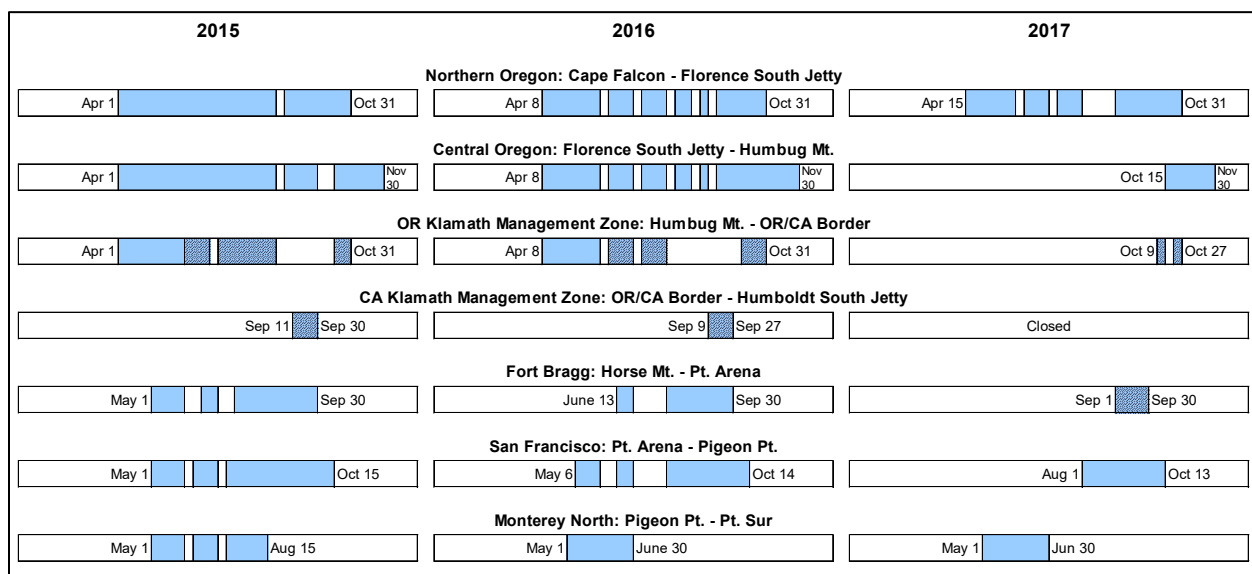 2015 2016 2017
Northern Oregon: Cape Falcon - Florence South Jetty
Apr 1 Oct 31 Apr 8 Oct 31 Apr 15 Oct 31
Central Oregon: Florence South Jetty - Humbug Mt.
Apr 1 Nov 30 Apr 8 Nov 30 Oct 15 Nov 30
OR Klamath Management Zone: Humbug Mt. - OR/CA Border
Apr 1 Oct 31 Apr 8 Oct 31 Oct 9 Oct 27
CA Klamath Management Zone: OR/CA Border - Humboldt South Jetty
Sep 11 Sep 30 Sep 9 Sep 27 Closed
Fort Bragg: Horse Mt. - Pt. Arena
May 1 Sep 30 June 13 Sep 30 Sep 1 Sep 30
San Francisco: Pt. Arena - Pigeon Pt.
May 1 Oct 15 May 6 Oct 14 Aug 1 Oct 13
Monterey North: Pigeon Pt. - Pt. Sur
May 1 Aug 15 May 1 June 30 May 1 Jun 30